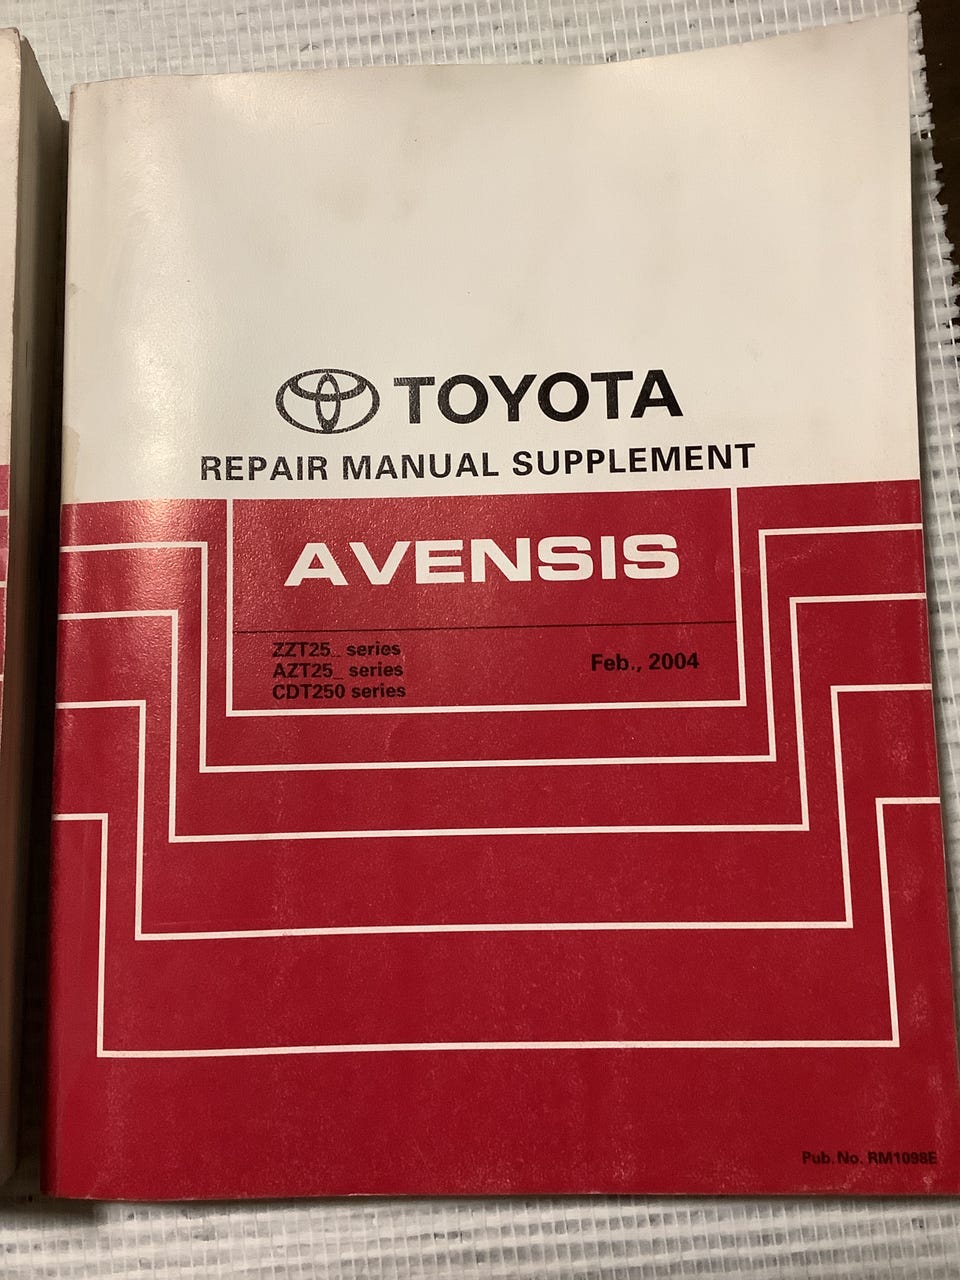 TOYOTA
REPAIR MANUAL SUPPLEMENT
AVENSIS
ZZT25_ series
AZT25_ series
CDT250 series
Feb., 2004
Pub. No. RM1098E